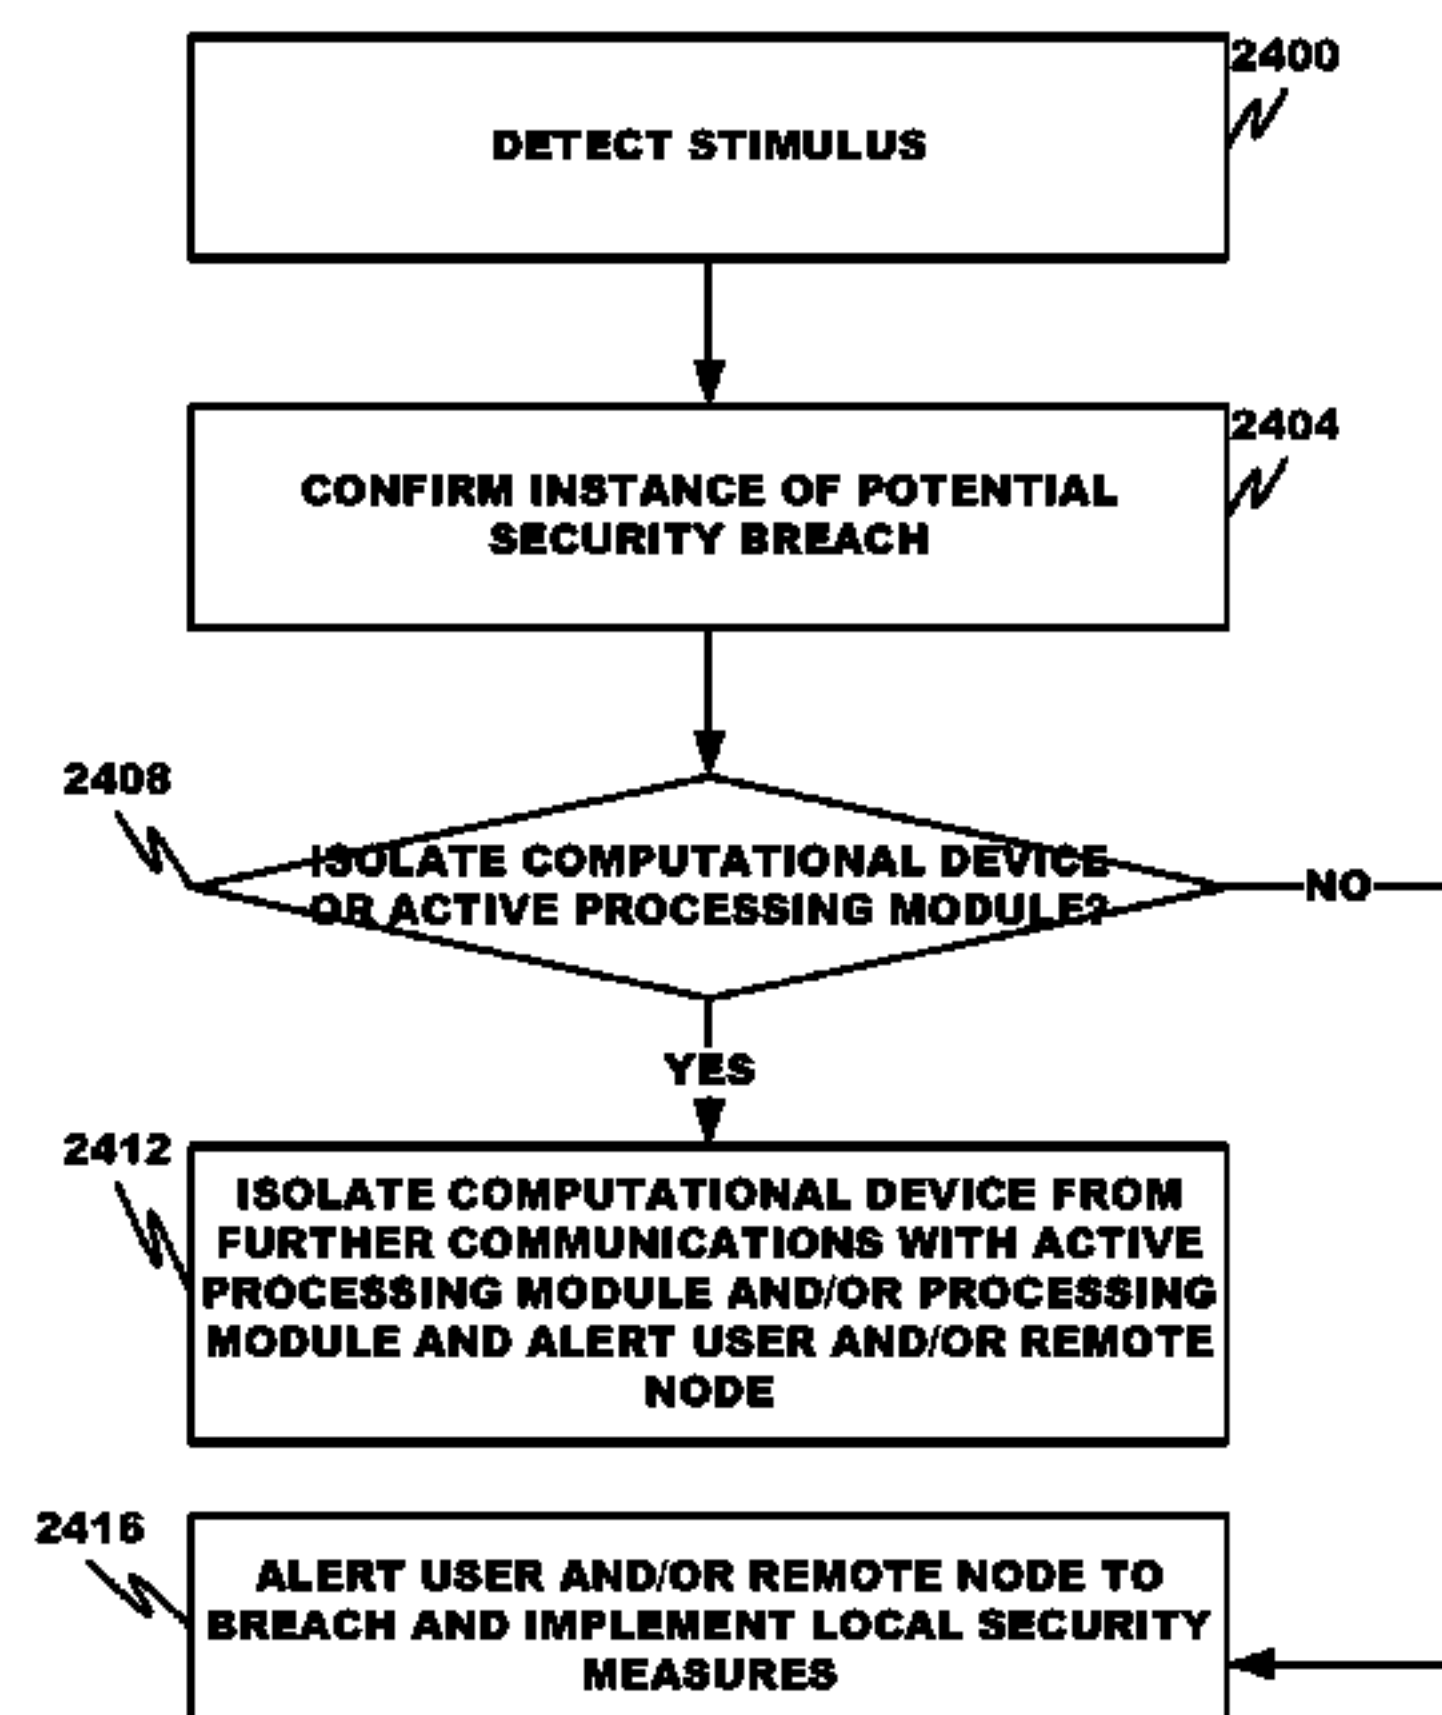 2400
DETECT STIMULUS
2404
CONFIRM INSTANCE OF POTENTIAL
SECURITY BREACH
2408
ISOLATE COMPUTATIONAL DEVICE
OR ACTIVE PROCESSING MODULE?
NO
YES
2412
ISOLATE COMPUTATIONAL DEVICE FROM
FURTHER COMMUNICATIONS WITH ACTIVE
PROCESSING MODULE AND/OR PROCESSING
MODULE AND ALERT USER AND/OR REMOTE
NODE
2416
ALERT USER AND/OR REMOTE NODE TO
BREACH AND IMPLEMENT LOCAL SECURITY
MEASURES